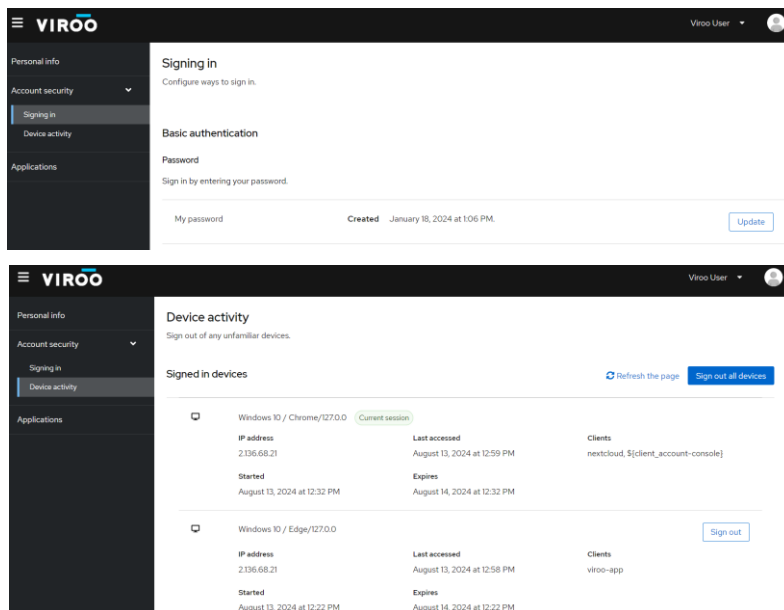 VIROO
Viroo User
Personal info
Account security
Signing in
Device activity
Applications
Signing in
Configure ways to sign in.
Basic authentication
Password
Sign in by entering your password.
My password Created January 18, 2024 at 1:06 PM. Update
VIROO
Viroo User
Personal info
Account security
Signing in
Device activity
Applications
Device activity
Sign out of any unfamiliar devices.
Signed in devices Refresh the page Sign out all devices
Windows 10 / Chrome/127.0.0 Current session
IP address Last accessed Clients
2.136.68.21 August 13, 2024 at 12:59 PM nextcloud, ${client_account-console}
Started Expires
August 13, 2024 at 12:32 PM August 14, 2024 at 12:32 PM
Windows 10 / Edge/127.0.0 Sign out
IP address Last accessed Clients
2.136.68.21 August 13, 2024 at 12:58 PM viroo-app
Started Expires
August 13, 2024 at 12:22 PM August 14, 2024 at 12:22 PM